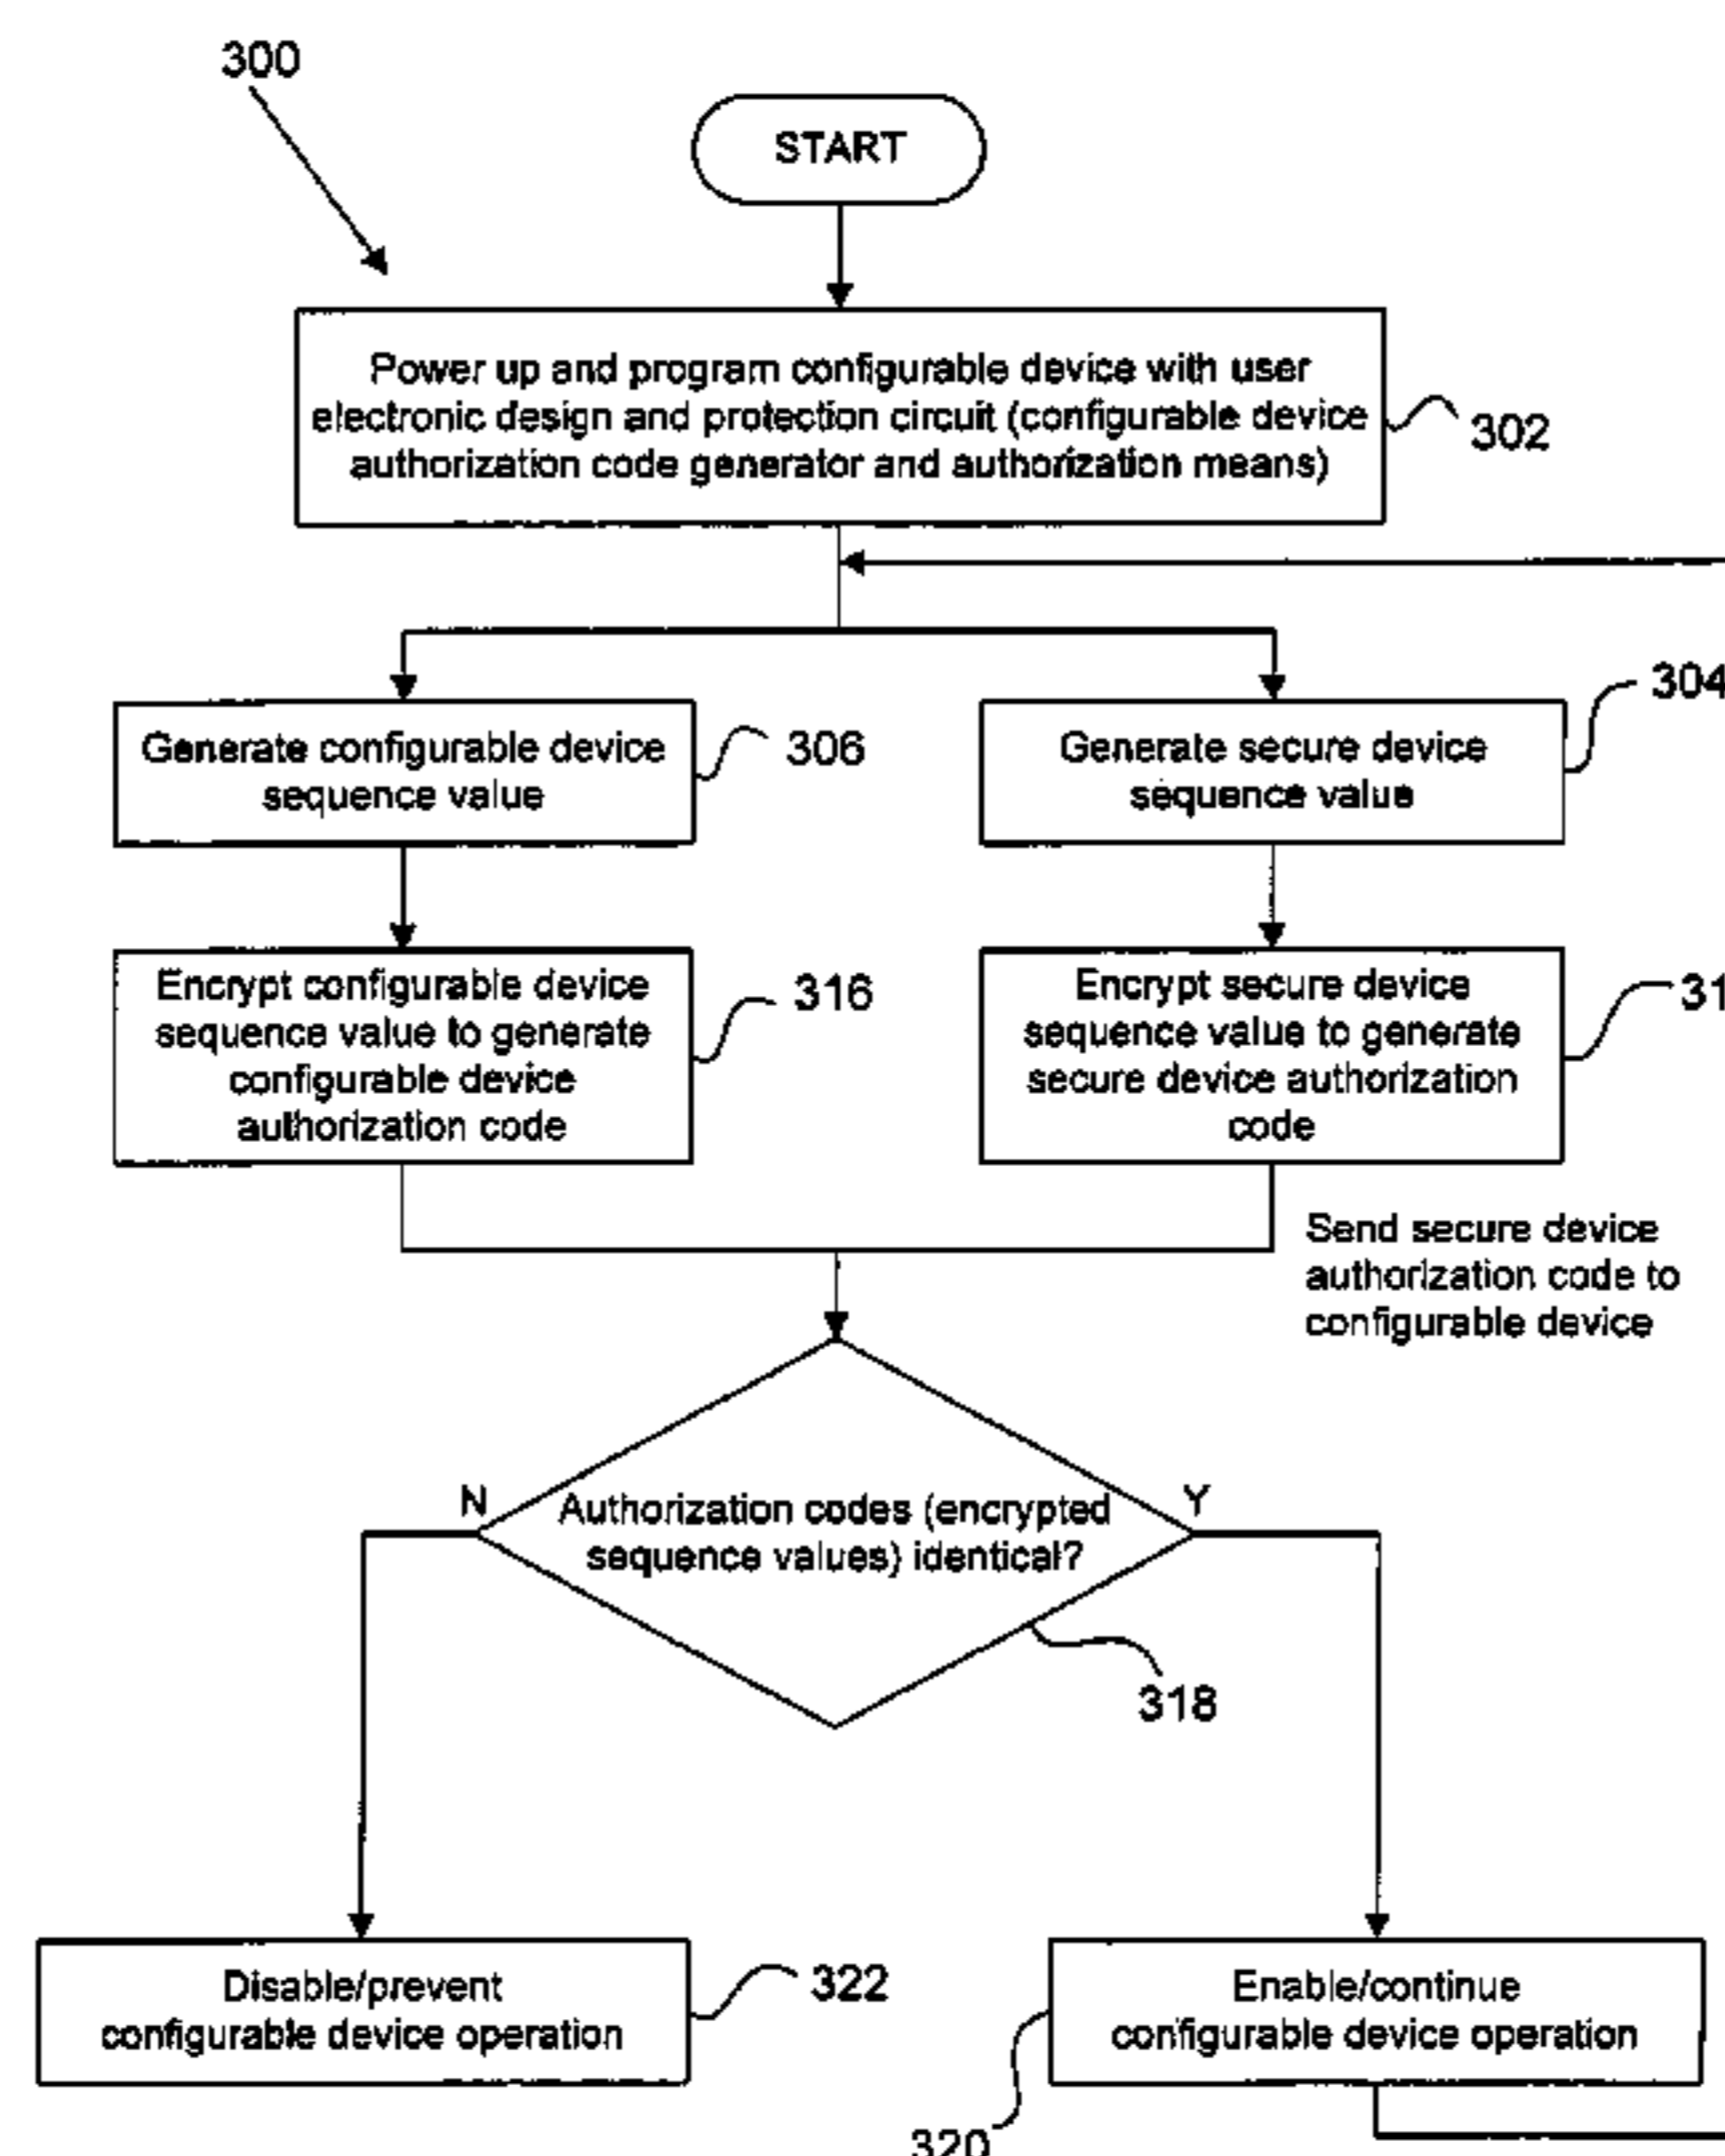 300
START
Power up and program configurable device with user
electronic design and protection circuit (configurable device
authorization code generator and authorization means)
302
304
Generate configurable device
sequence value
306
Generate secure device
sequence value
Encrypt configurable device
sequence value to generate
configurable device
authorization code
316
Encrypt secure device
sequence value to generate
secure device authorization
code
31
Send secure device
authorization code to
configurable device
N
Y
Authorization codes (encrypted
sequence values) identical?
318
Disable/prevent
configurable device operation
322
Enable/continue
configurable device operation
320